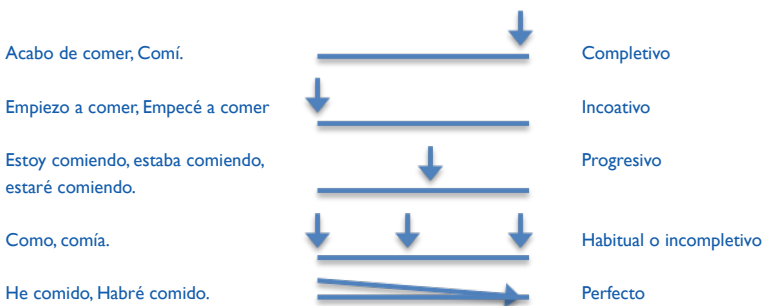 Acabo de comer, Comí. Completivo
Empiezo a comer, Empecé a comer Incoativo
Estoy comiendo, estaba comiendo, Progresivo
estaré comiendo.
Como, comía. Habitual o incompletivo
He comido, Habré comido. Perfecto